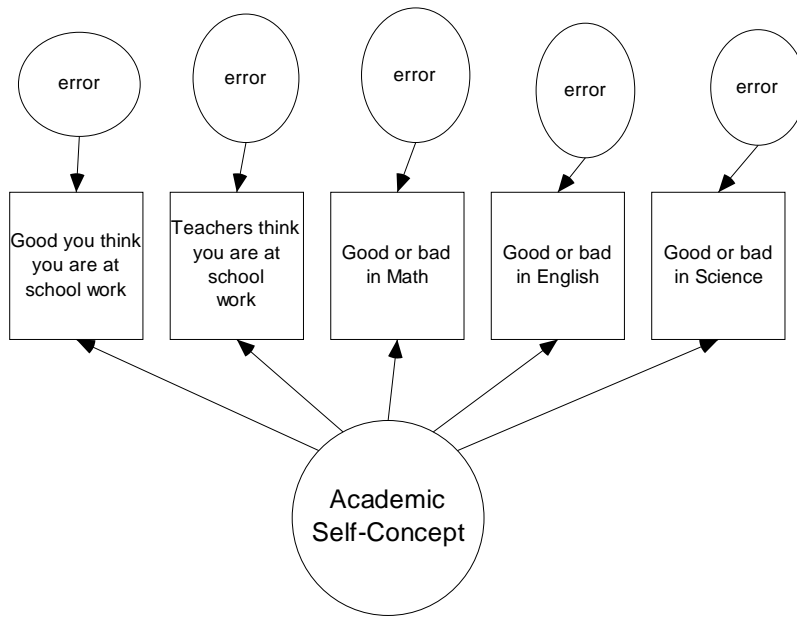 error
error
error
error
error
Good you think
you are at
school work
Teachers think
you are at
school
work
Good or bad
in Math
Good or bad
in English
Good or bad
in Science
Academic
Self-Concept